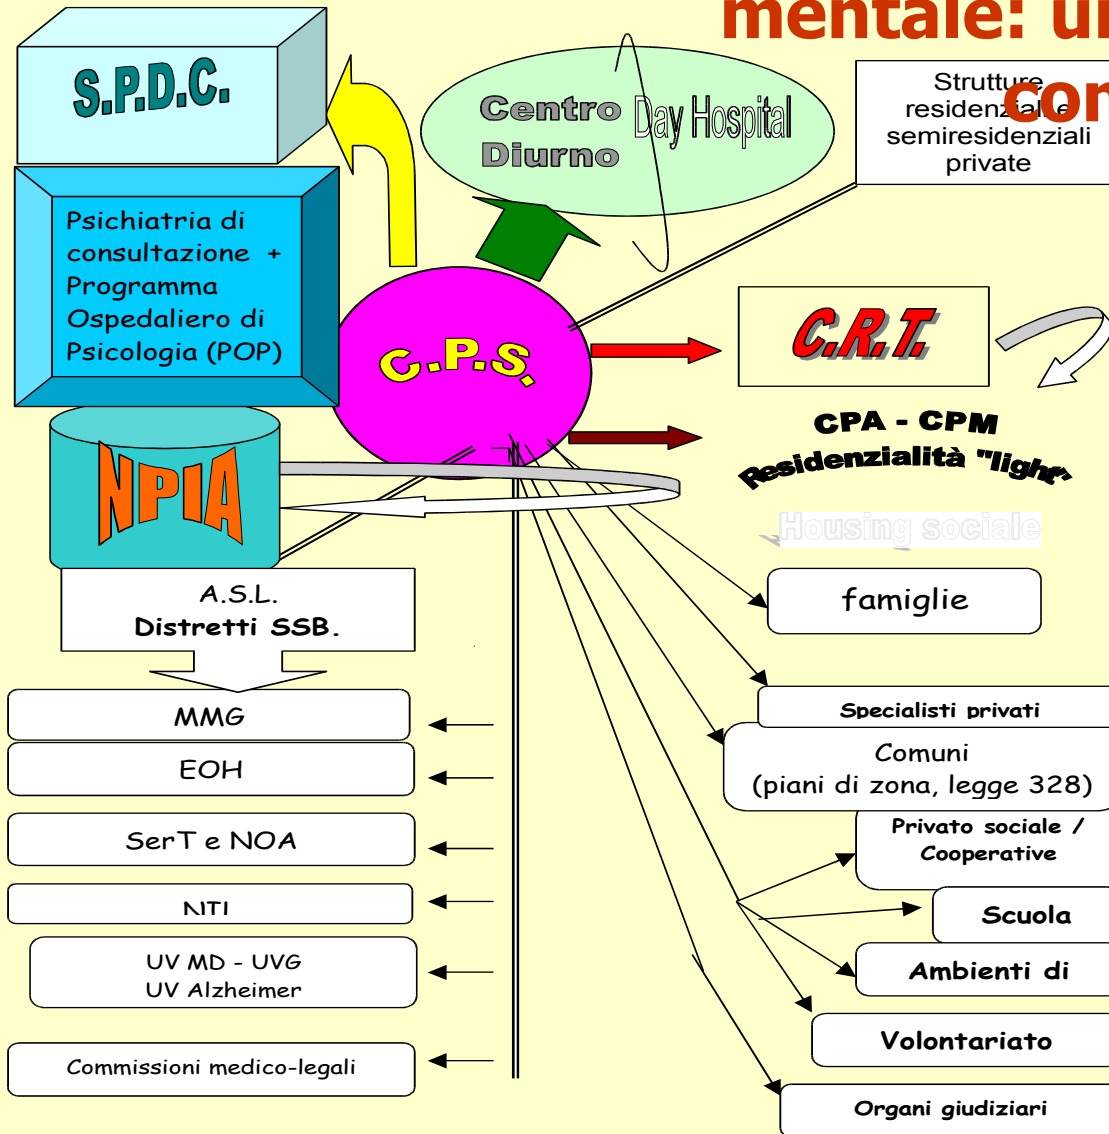 mentale: un
con
S.P.D.C.
Centro
Diurno
Day Hospital
Strutture
residenziali e
semiresidenziali
private
Psichiatria di
consultazione +
Programma
Ospedaliero di
Psicologia (POP)
C.P.S.
C.R.T.
CPA - CPM
Residenzialità "light"
Housing sociale
NPIA
A.S.L.
Distretti SSB.
famiglie
MMG
EOH
SerT e NOA
NTI
UV MD - UVG
UV Alzheimer
Commissioni medico-legali
Specialisti privati
Comuni
(piani di zona, legge 328)
Privato sociale /
Cooperative
Scuola
Ambienti di
Volontariato
Organi giudiziari